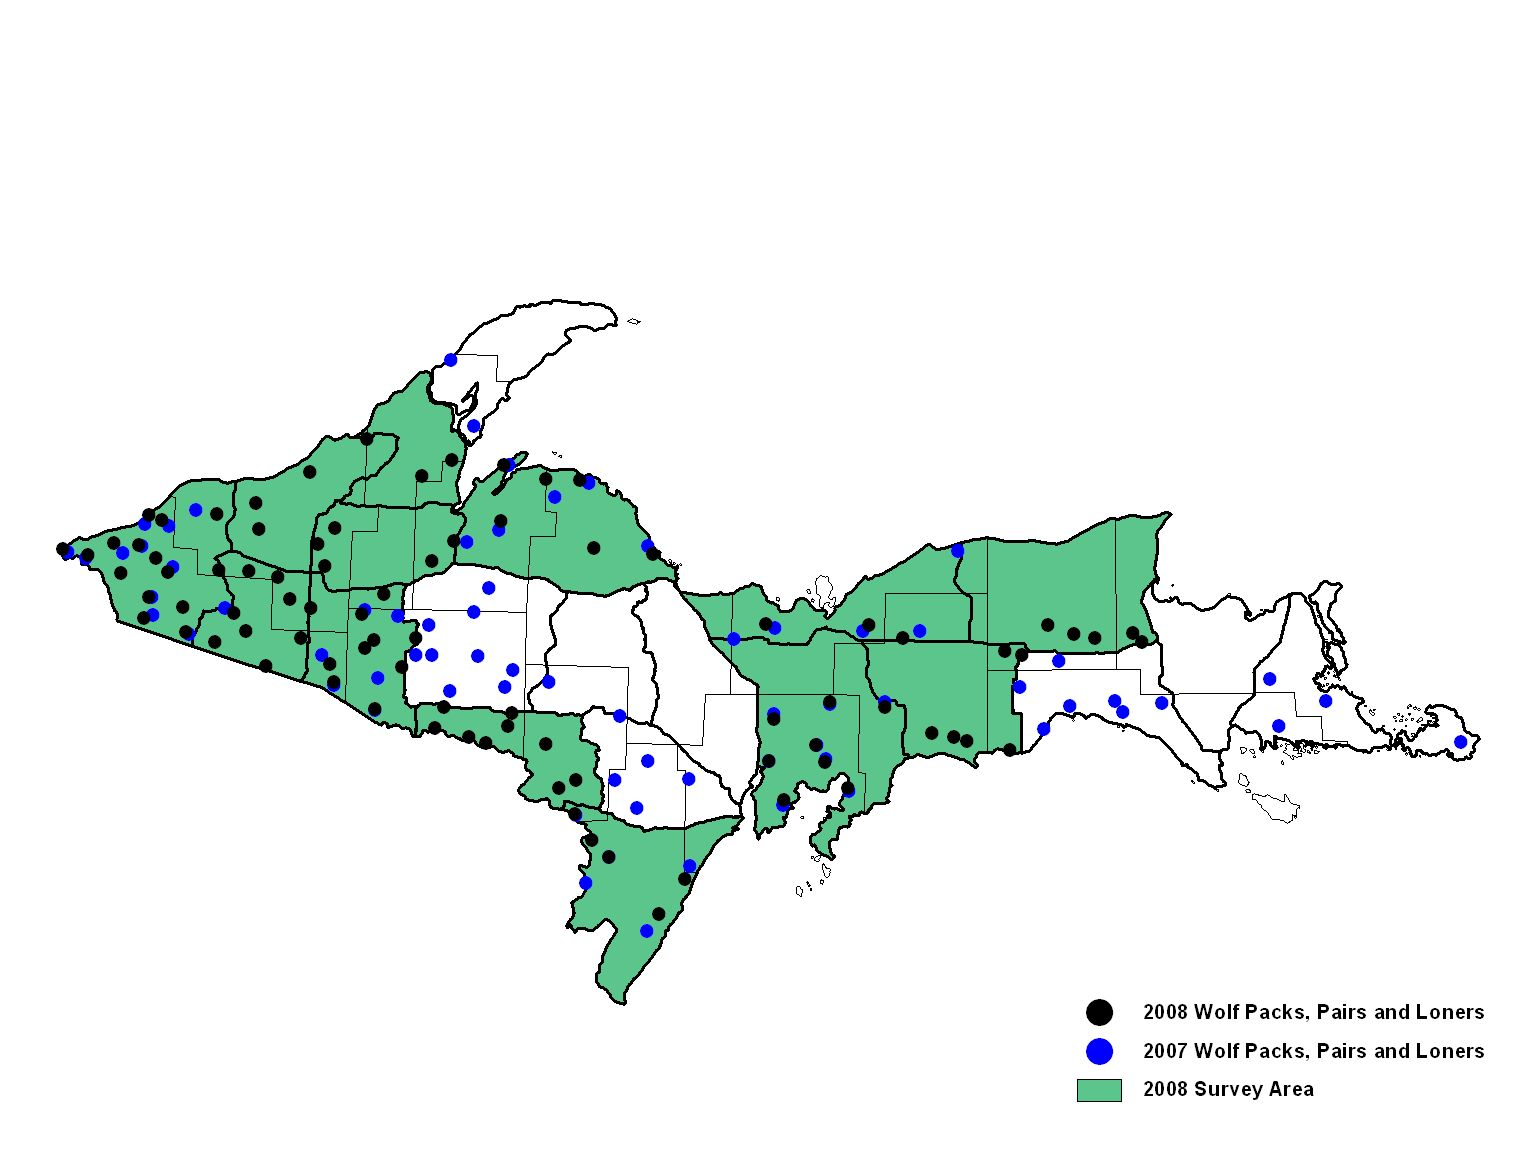 2008 Wolf Packs, Pairs and Loners
2007 Wolf Packs, Pairs and Loners
2008 Survey Area